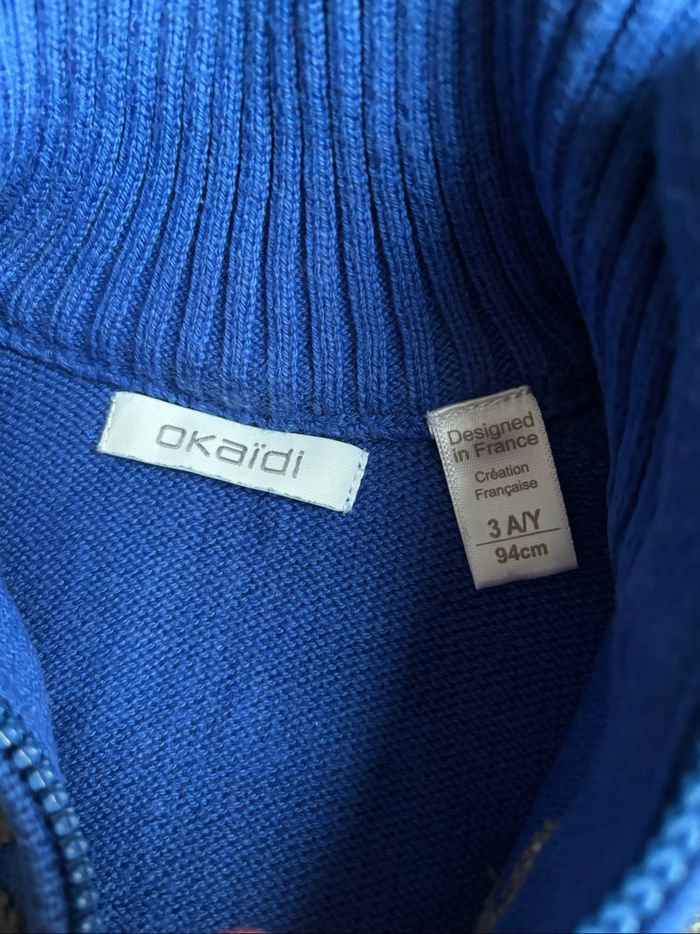 okaïdi
Designed
in France
Création
Française
3 A/Y
94cm